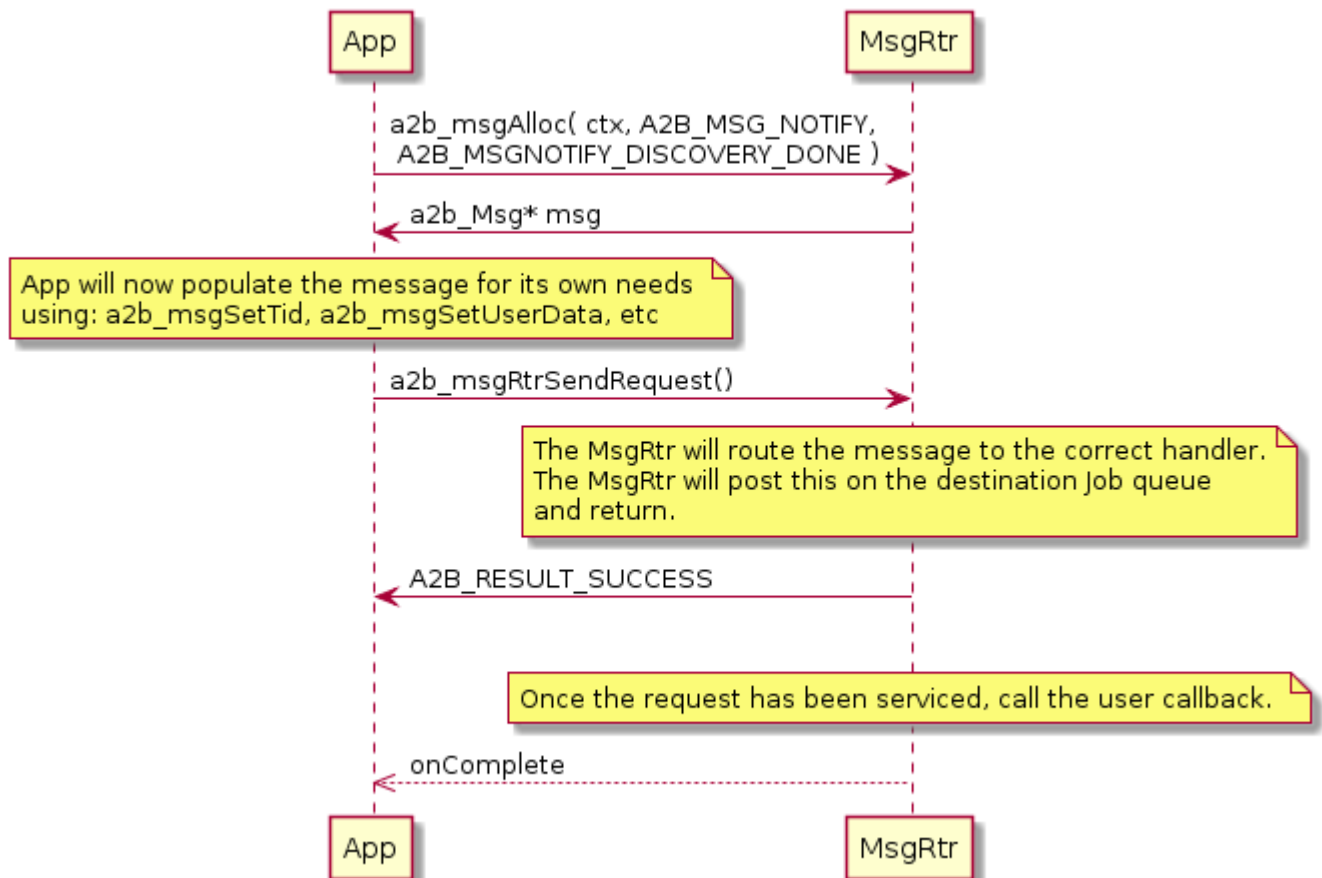 App
MsgRtr
a2b_msgAlloc( ctx, A2B_MSG_NOTIFY,
A2B_MSGNOTIFY_DISCOVERY_DONE )
a2b_Msg* msg
App will now populate the message for its own needs
using: a2b_msgSetTid, a2b_msgSetUserData, etc
a2b_msgRtrSendRequest()
The MsgRtr will route the message to the correct handler.
The MsgRtr will post this on the destination Job queue
and return.
A2B_RESULT_SUCCESS
Once the request has been serviced, call the user callback.
onComplete
App
MsgRtr